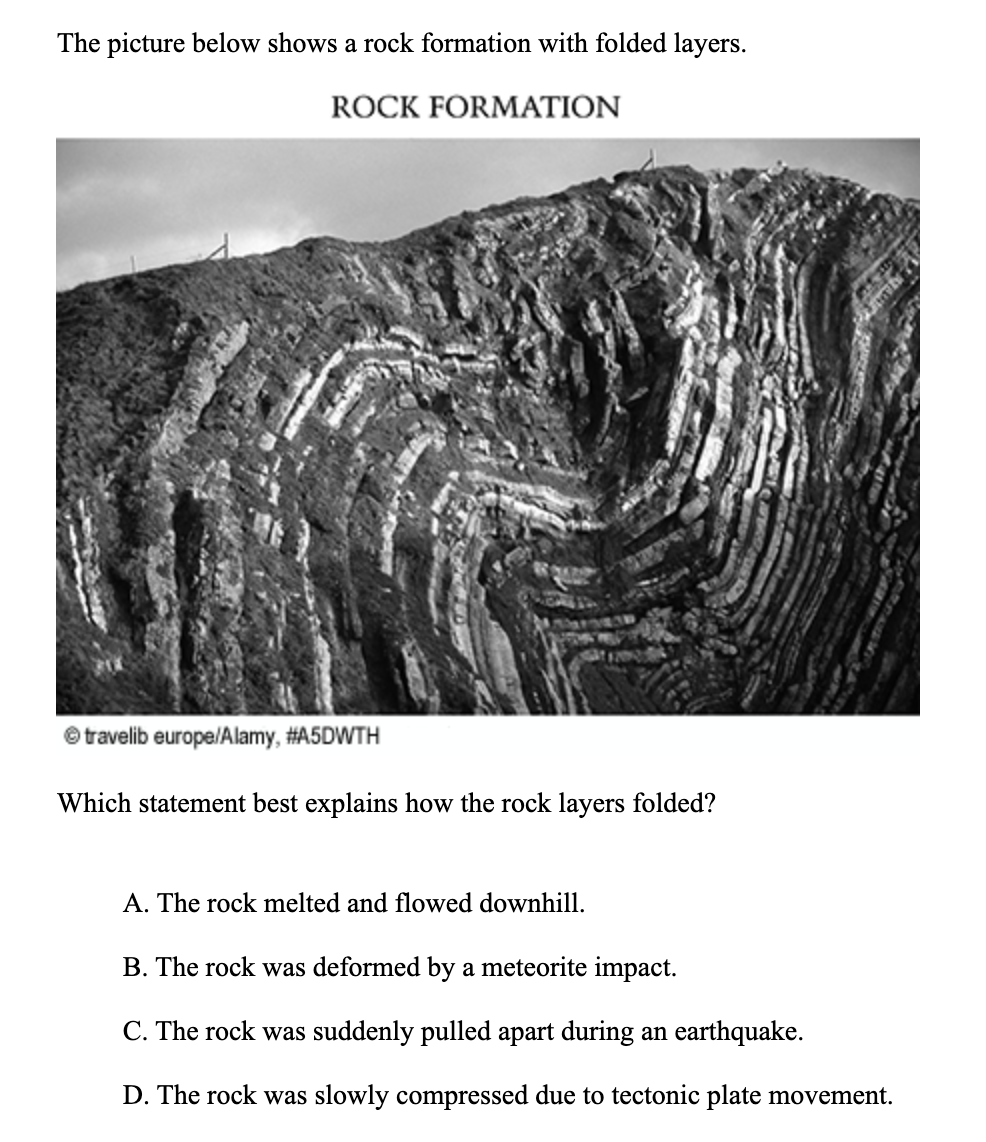 The picture below shows a rock formation with folded layers.
ROCK FORMATION
© travelib europe/Alamy, #A5DWTH
Which statement best explains how the rock layers folded?
A. The rock melted and flowed downhill.
B. The rock was deformed by a meteorite impact.
C. The rock was suddenly pulled apart during an earthquake.
D. The rock was slowly compressed due to tectonic plate movement.